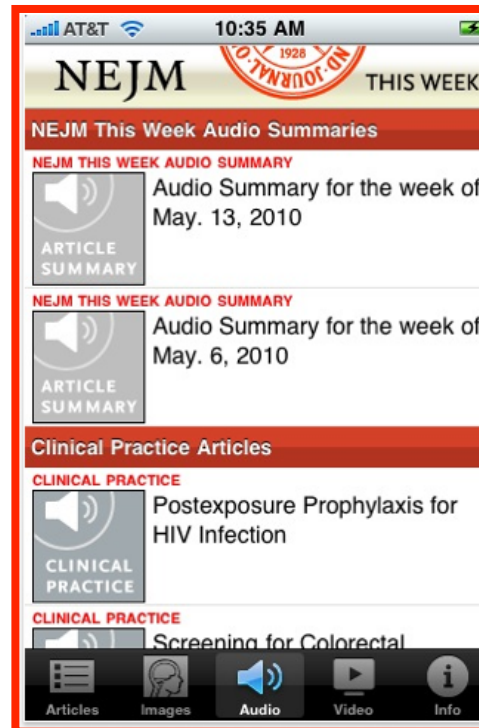 AT&T 10:35 AM
1928
ND JOURNAL O
NEJM THIS WEEK
NEJM This Week Audio Summaries
NEJM THIS WEEK AUDIO SUMMARY
Audio Summary for the week of
May. 13, 2010
ARTICLE
SUMMARY
NEJM THIS WEEK AUDIO SUMMARY
Audio Summary for the week of
May. 6, 2010
ARTICLE
SUMMARY
Clinical Practice Articles
CLINICAL PRACTICE
Postexposure Prophylaxis for
HIV Infection
CLINICAL
PRACTICE
CLINICAL PRACTICE
Screening for Colorectal
Articles Images Audio Video Info